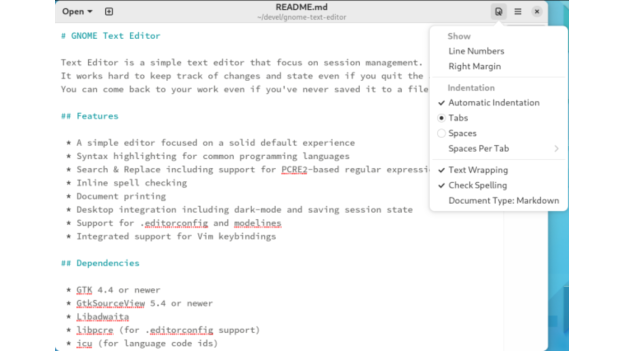 Open
README.md
~/devel/gnome-text-editor
# GNOME Text Editor
Text Editor is a simple text editor that focus on session management.
It works hard to keep track of changes and state even if you quit the
You can come back to your work even if you've never saved it to a file
## Features
* A simple editor focused on a solid default experience
* Syntax highlighting for common programming languages
* Search & Replace including support for PCRE2-based regular expressi
* Inline spell checking
* Document printing
* Desktop integration including dark-mode and saving session state
* Support for .editorconfig and modelines
* Integrated support for Vim keybindings
## Dependencies
* GTK 4.4 or newer
* GtkSourceView 5.4 or newer
* Libadwaita
* libpcre (for .editorconfig support)
* icu (for language code ids)
Show
Line Numbers
Right Margin
Indentation
Automatic Indentation
Tabs
Spaces
Spaces Per Tab
Text Wrapping
Check Spelling
Document Type: Markdown